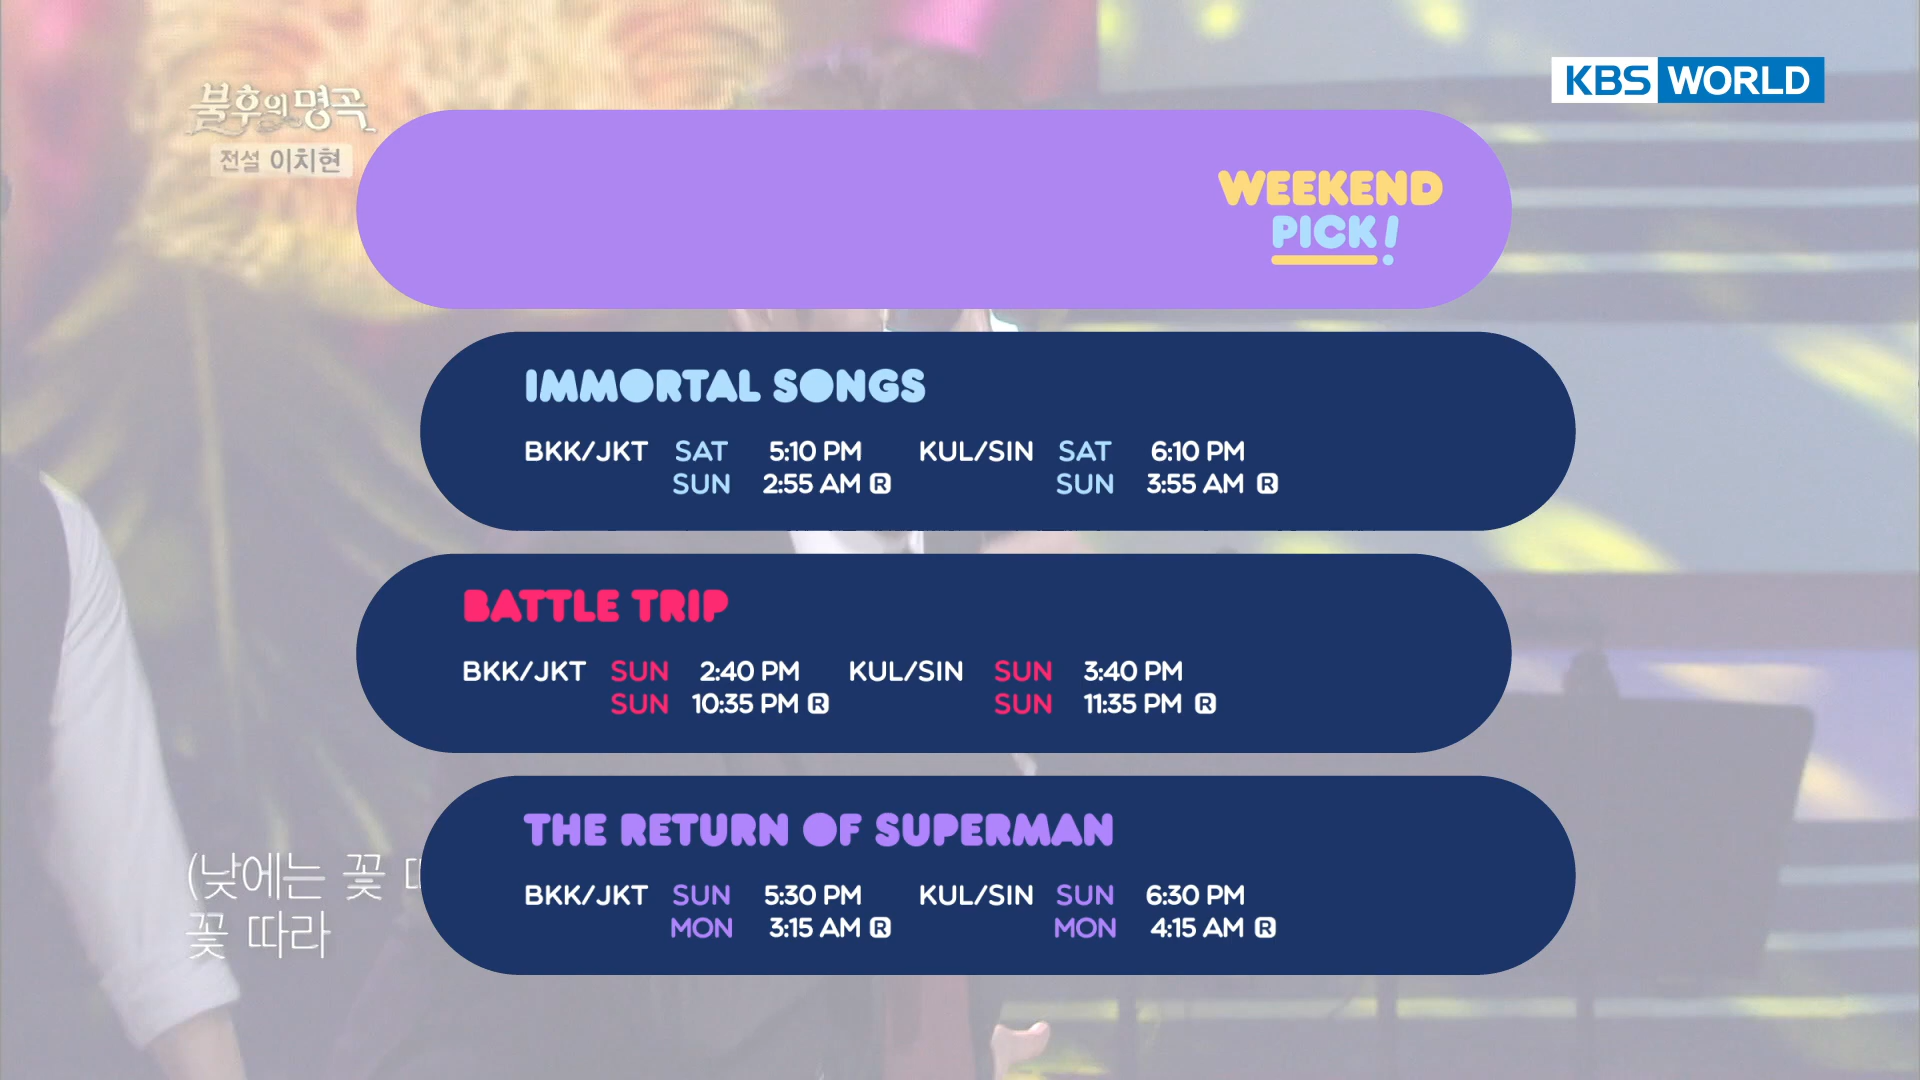 불후의 명곡
전설 이치현
KBS WORLD
WEEKEND
PICK!
IMMORTAL SONGS
BKK/JKT SAT 5:10 PM KUL/SIN SAT 6:10 PM
SUN 2:55 AM R SUN 3:55 AM R
BATTLE TRIP
BKK/JKT SUN 2:40 PM KUL/SIN SUN 3:40 PM
SUN 10:35 PM R SUN 11:35 PM R
THE RETURN OF SUPERMAN
BKK/JKT SUN 5:30 PM KUL/SIN SUN 6:30 PM
MON 3:15 AM R MON 4:15 AM R
(낮에는 꽃
꽃 따라